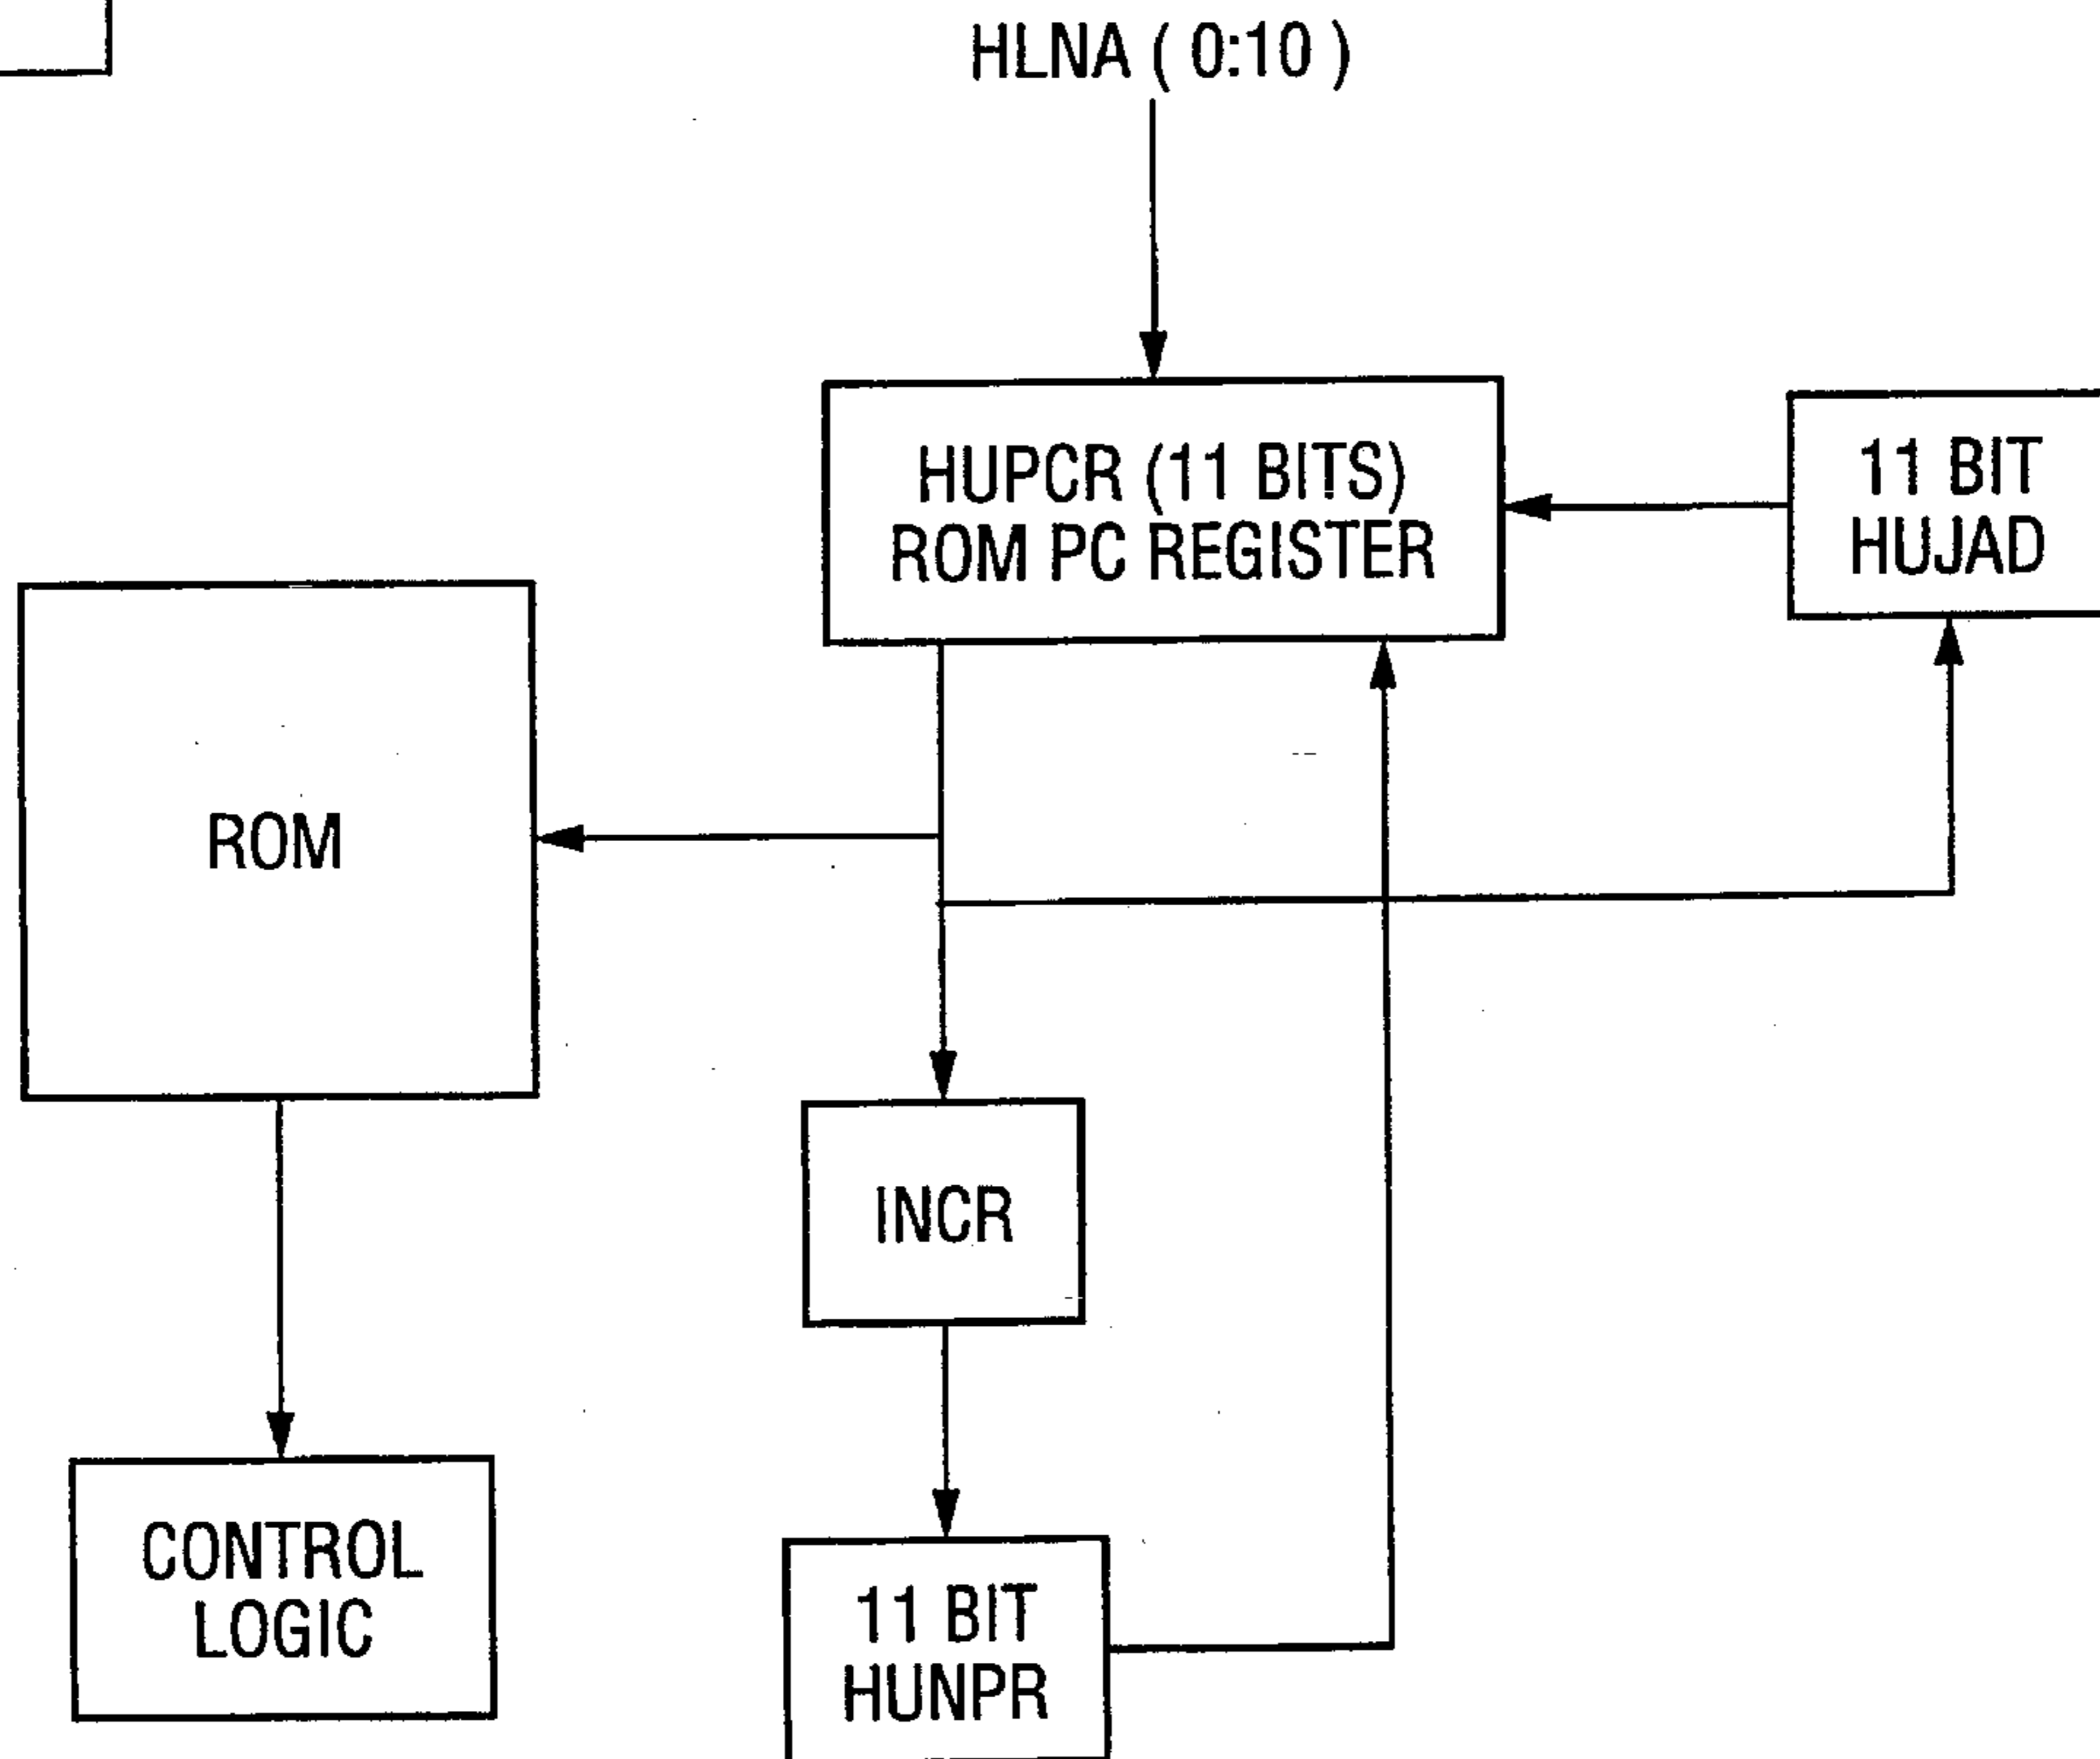 HLNA ( 0:10 )
HUPCR (11 BITS)
ROM PC REGISTER
11 BIT
HUJAD
ROM
INCR
CONTROL
LOGIC
11 BIT
HUNPR